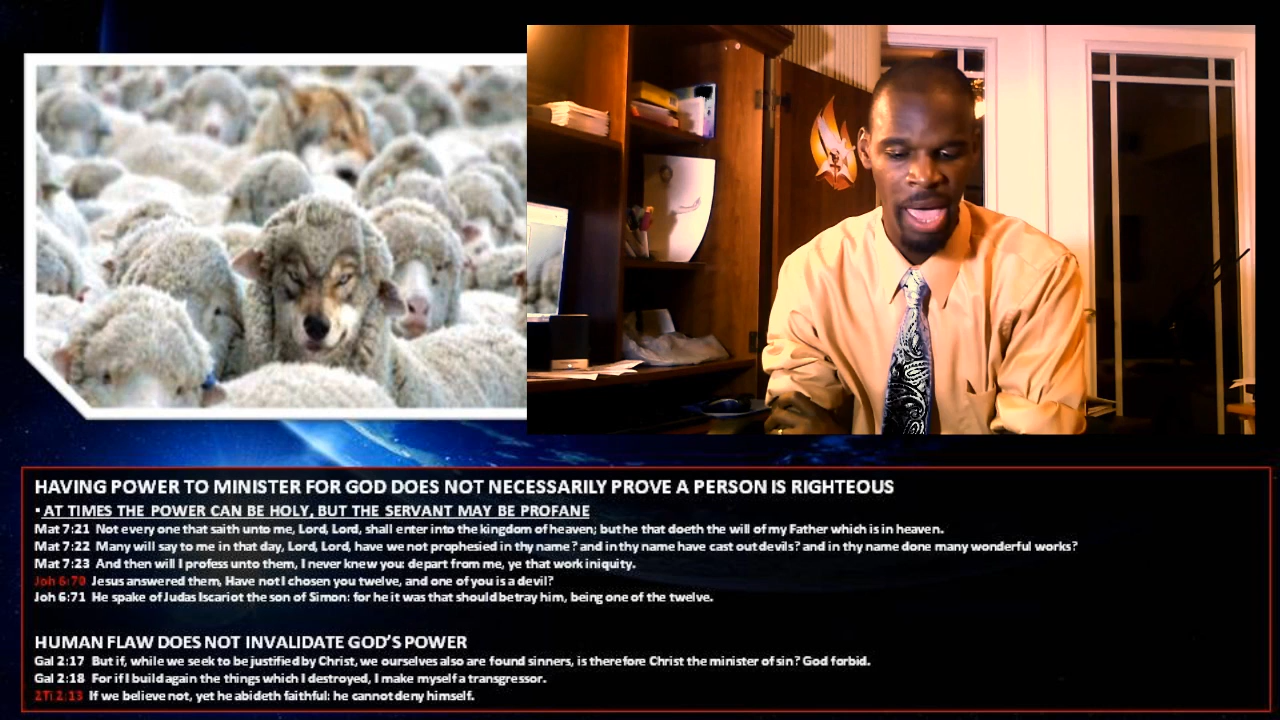 HAVING POWER TO MINISTER FOR GOD DOES NOT NECESSARILY PROVE A PERSON IS RIGHTEOUS
▪ AT TIMES THE POWER CAN BE HOLY, BUT THE SERVANT MAY BE PROFANE
Mat 7:21 Not every one that saith unto me, Lord, Lord, shall enter into the kingdom of heaven; but he that doeth the will of my Father which is in heaven.
Mat 7:22 Many will say to me in that day, Lord, Lord, have we not prophesied in thy name? and in thy name have cast out devils? and in thy name done many wonderful works?
Mat 7:23 And then will I profess unto them, I never knew you: depart from me, ye that work iniquity.
Joh 6:70 Jesus answered them, Have not I chosen you twelve, and one of you is a devil?
Joh 6:71 He spake of Judas Iscariot the son of Simon: for he it was that should betray him, being one of the twelve.
HUMAN FLAW DOES NOT INVALIDATE GOD'S POWER
Gal 2:17 But if, while we seek to be justified by Christ, we ourselves also are found sinners, is therefore Christ the minister of sin? God forbid.
Gal 2:18 For if I build again the things which I destroyed, I make myself a transgressor.
2Ti 2:13 If we believe not, yet he abideth faithful: he cannot deny himself.